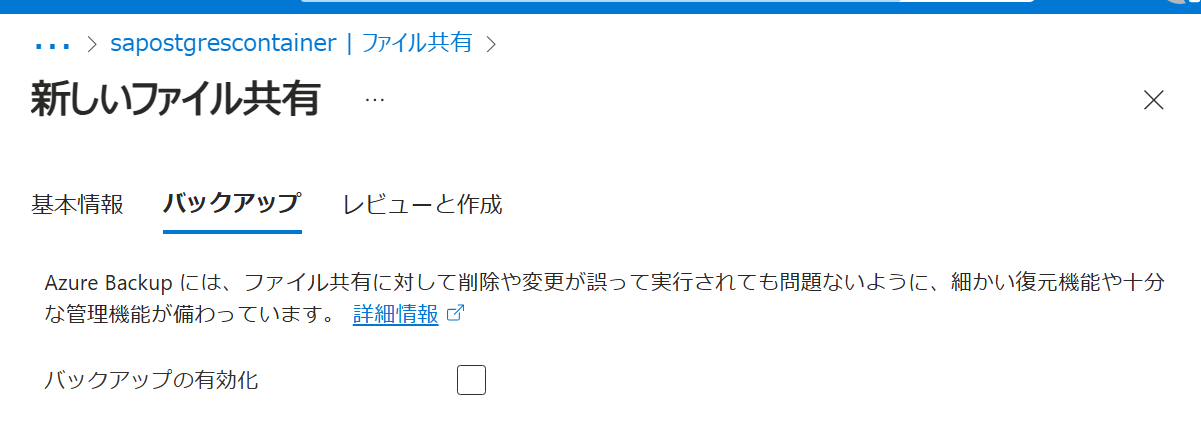 ... > sapostgrescontainer | ファイル共有 >
新しいファイル共有 ...
基本情報 バックアップ レビューと作成
Azure Backup には、ファイル共有に対して削除や変更が誤って実行されても問題ないように、細かい復元機能や十分
な管理機能が備わっています。 詳細情報
バックアップの有効化